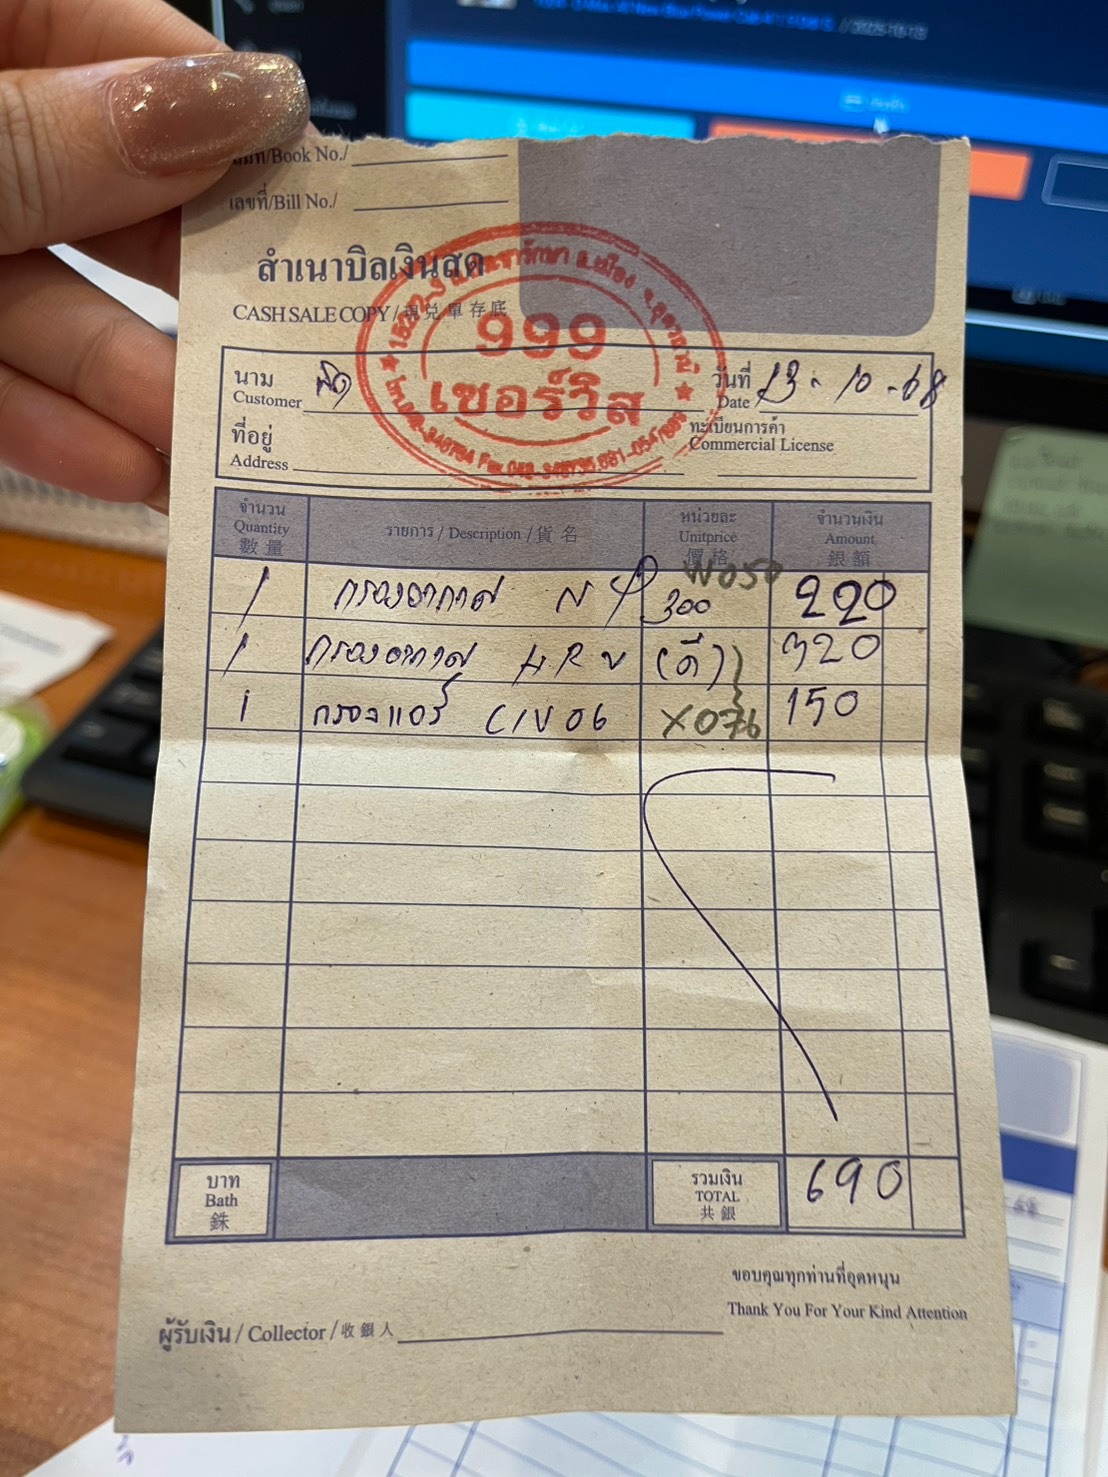 /Book No./
เลขที่/Bill No./
สำเนาบิลเงินสด
CASH SALE COPY / 現兌單存底
999
เซอร์วิส
นาม
Customer
วันที่ 13-10-68
Date
ที่อยู่
Address
ทะเบียนการค้า
Commercial License
จำนวน รายการ / Description / 貨名 หน่วยละ จำนวนเงิน
Quantity Unitprice Amount
數量 價格 銀額
W050
1 กรองอากาศ NP 300 220
1 กรองอากาศ HRV (ดี) 320
1 กรองแอร์ CIV06 X076 150
บาท รวมเงิน 690
Bath TOTAL
銖 共銀
ขอบคุณทุกท่านที่อุดหนุน
Thank You For Your Kind Attention
ผู้รับเงิน / Collector / 收銀人